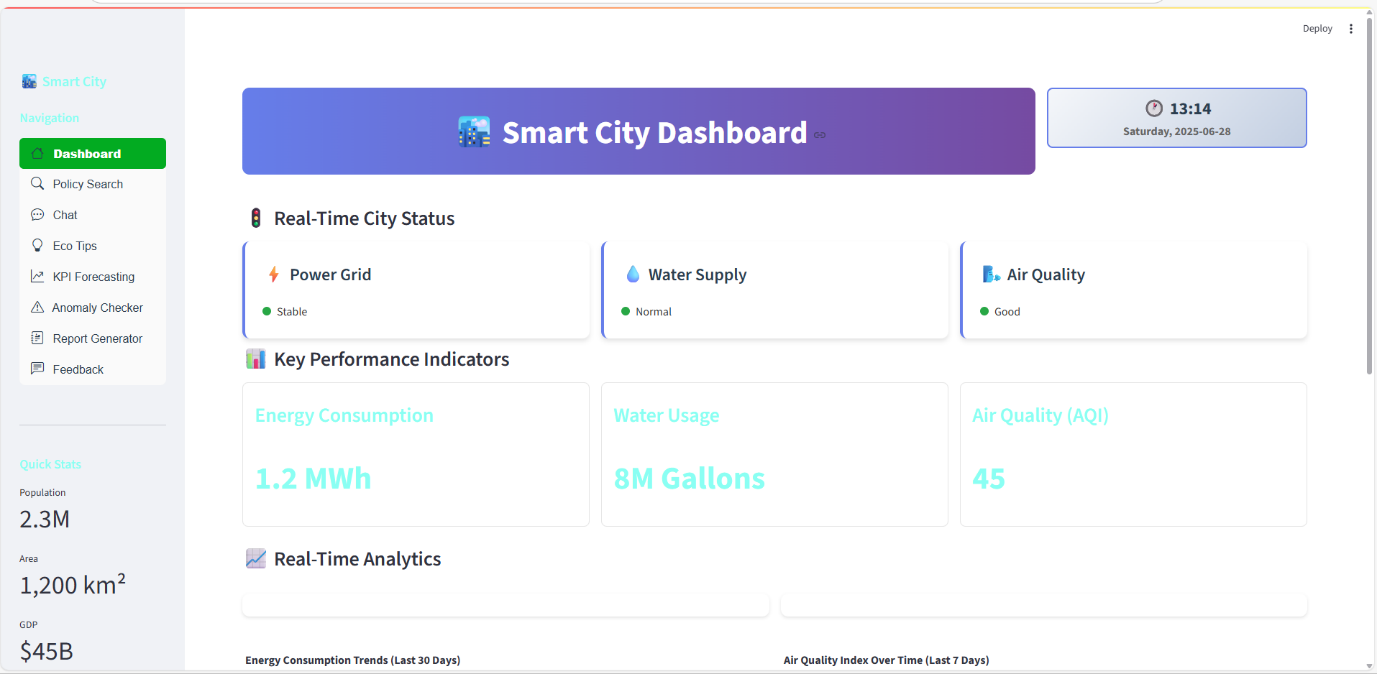 Deploy
Smart City
Navigation
Dashboard
Policy Search
Chat
Eco Tips
KPI Forecasting
Anomaly Checker
Report Generator
Feedback
Quick Stats
Population
2.3M
Area
1,200 km²
GDP
$45B
Smart City Dashboard
13:14
Saturday, 2025-06-28
Real-Time City Status
Power Grid
Stable
Water Supply
Normal
Air Quality
Good
Key Performance Indicators
Energy Consumption
1.2 MWh
Water Usage
8M Gallons
Air Quality (AQI)
45
Real-Time Analytics
Energy Consumption Trends (Last 30 Days)
Air Quality Index Over Time (Last 7 Days)